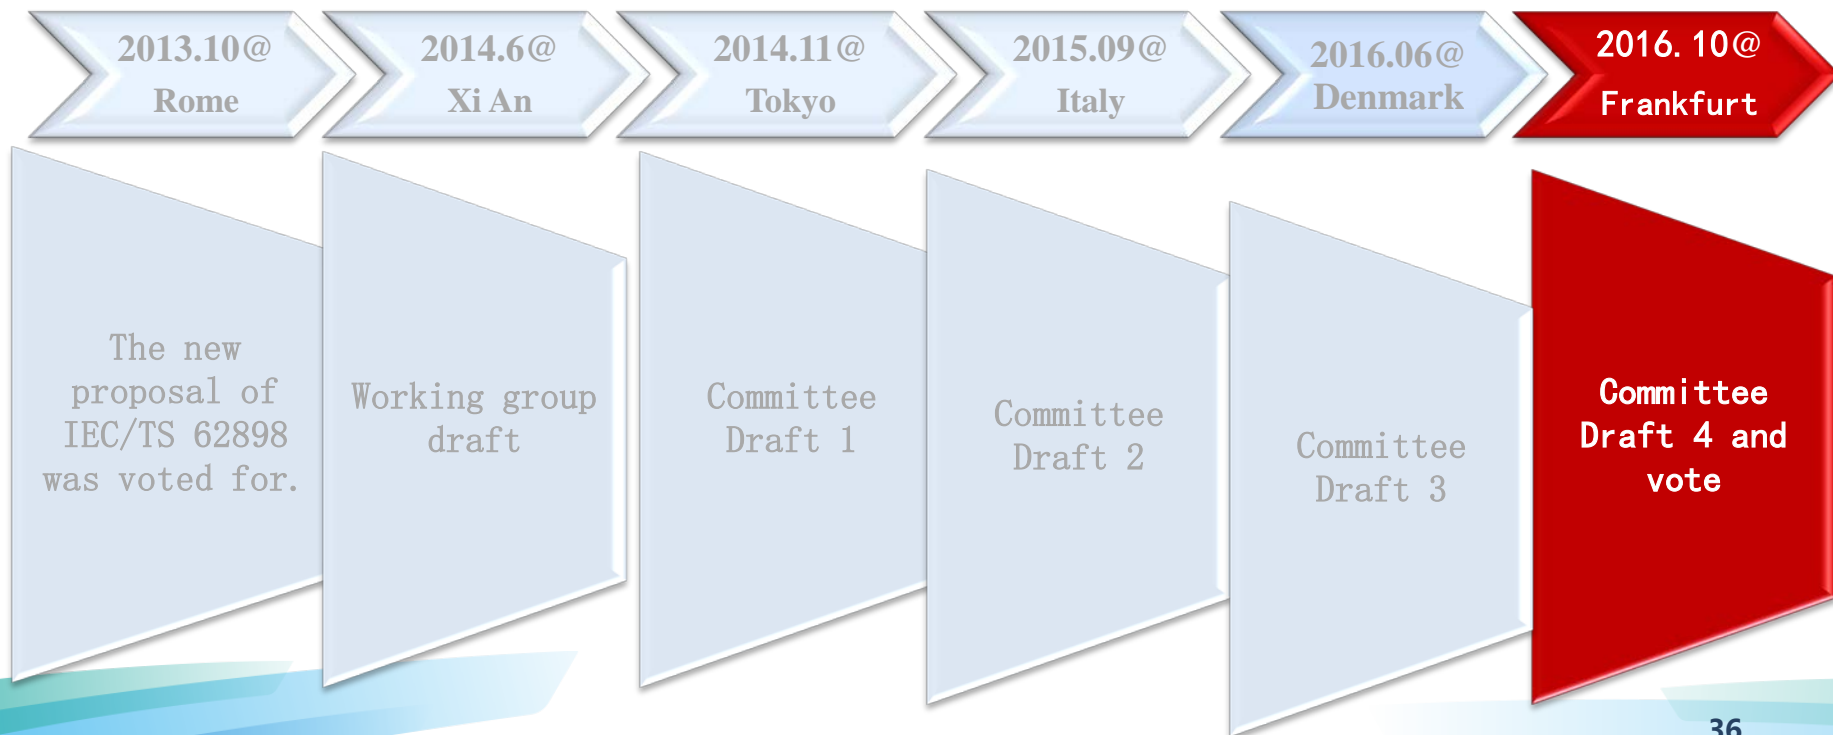 2013.10@
Rome
2014.6@
Xi An
2014.11@
Tokyo
2015.09@
Italy
2016.06@
Denmark
2016.10@
Frankfurt
The new
proposal of
IEC/TS 62898
was voted for.
Working group
draft
Committee
Draft 1
Committee
Draft 2
Committee
Draft 3
Committee
Draft 4 and
vote
36